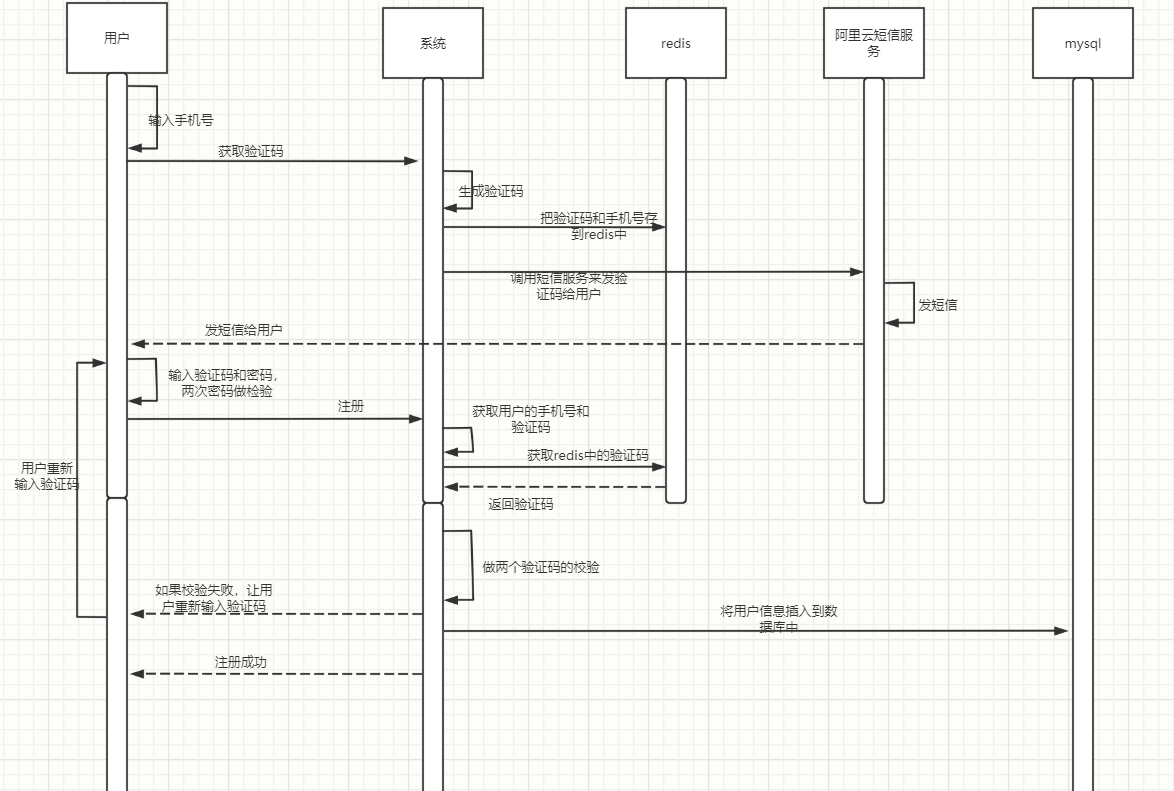 用户
系统
redis
阿里云短信服
务
mysql
输入手机号
获取验证码
生成验证码
把验证码和手机号存
到redis中
调用短信服务来发验
证码给用户
发短信
发短信给用户
输入验证码和密码，
两次密码做检验
注册
获取用户的手机号和
验证码
获取redis中的验证码
用户重新
输入验证码
返回验证码
做两个验证码的校验
如果校验失败，让用
户重新输入验证码
将用户信息插入到数
据库中
注册成功